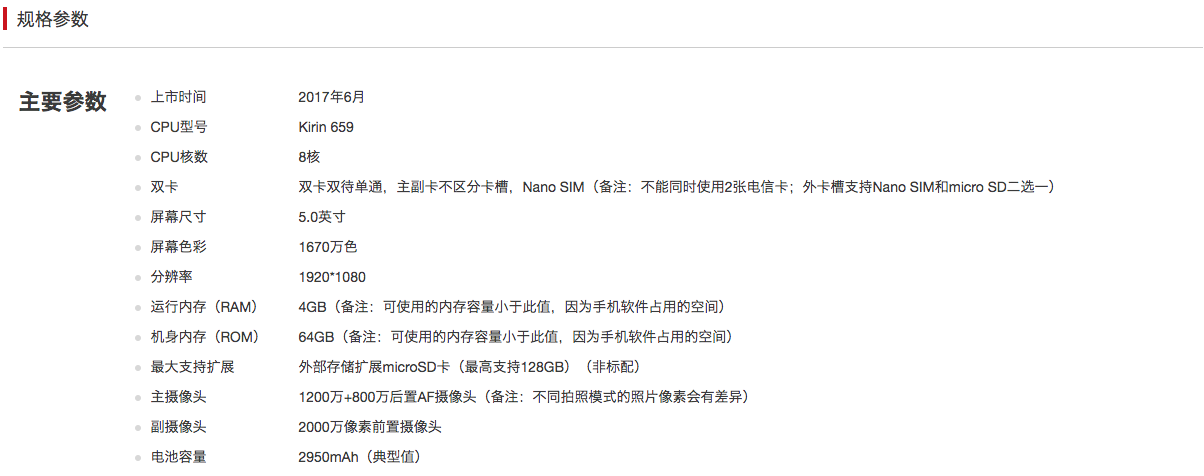 规格参数
主要参数
上市时间 2017年6月
CPU型号 Kirin 659
CPU核数 8核
双卡 双卡双待单通，主副卡不区分卡槽，Nano SIM（备注：不能同时使用2张电信卡；外卡槽支持Nano SIM和micro SD二选一）
屏幕尺寸 5.0英寸
屏幕色彩 1670万色
分辨率 1920*1080
运行内存（RAM） 4GB（备注：可使用的内存容量小于此值，因为手机软件占用的空间）
机身内存（ROM） 64GB（备注：可使用的内存容量小于此值，因为手机软件占用的空间）
最大支持扩展 外部存储扩展microSD卡（最高支持128GB）（非标配）
主摄像头 1200万+800万后置AF摄像头（备注：不同拍照模式的照片像素会有差异）
副摄像头 2000万像素前置摄像头
电池容量 2950mAh（典型值）